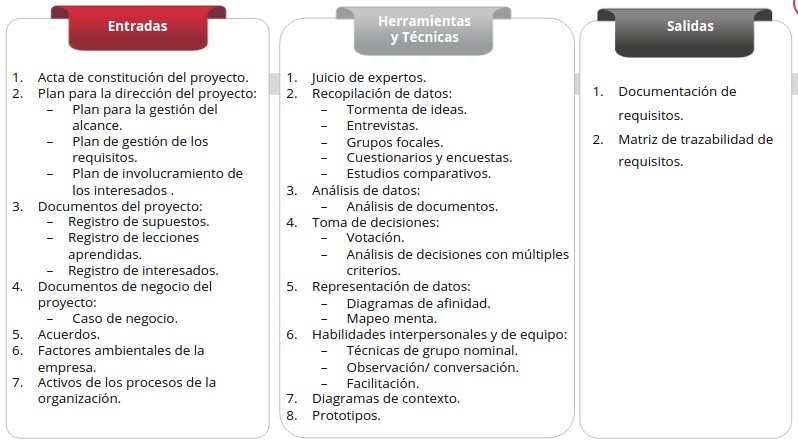 Entradas
1. Acta de constitución del proyecto.
2. Plan para la dirección del proyecto:
– Plan para la gestión del
alcance.
– Plan de gestión de los
requisitos.
– Plan de involucramiento de
los interesados .
3. Documentos del proyecto:
– Registro de supuestos.
– Registro de lecciones
aprendidas.
– Registro de interesados.
4. Documentos de negocio del
proyecto:
– Caso de negocio.
5. Acuerdos.
6. Factores ambientales de la
empresa.
7. Activos de los procesos de la
organización.
Herramientas
y Técnicas
1. Juicio de expertos.
2. Recopilación de datos:
– Tormenta de ideas.
– Entrevistas.
– Grupos focales.
– Cuestionarios y encuestas.
– Estudios comparativos.
3. Análisis de datos:
– Análisis de documentos.
4. Toma de decisiones:
– Votación.
– Análisis de decisiones con múltiples
criterios.
5. Representación de datos:
– Diagramas de afinidad.
– Mapeo menta.
6. Habilidades interpersonales y de equipo:
– Técnicas de grupo nominal.
– Observación/ conversación.
– Facilitación.
7. Diagramas de contexto.
8. Prototipos.
Salidas
1. Documentación de
requisitos.
2. Matriz de trazabilidad de
requisitos.